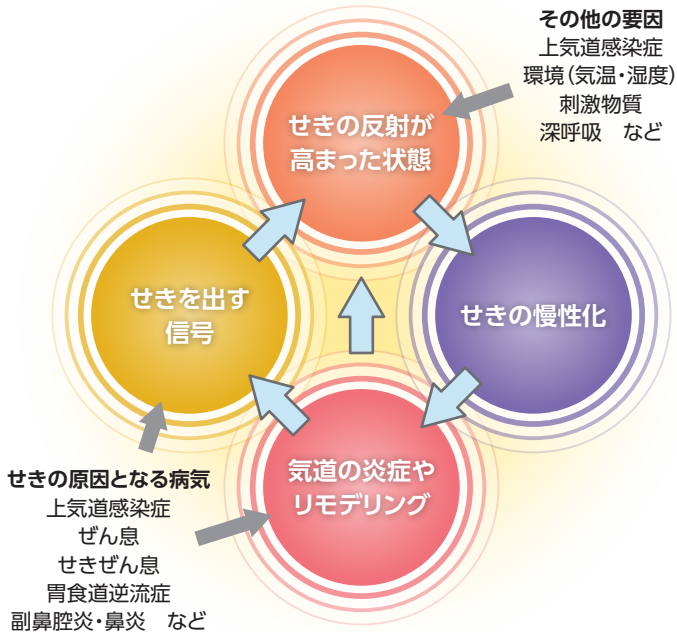 その他の要因
上気道感染症
環境（気温・湿度）
刺激物質
深呼吸　など
せきの反射が
高まった状態
せきを出す
信号
せきの慢性化
気道の炎症や
リモデリング
せきの原因となる病気
上気道感染症
ぜん息
せきぜん息
胃食道逆流症
副鼻腔炎・鼻炎　など